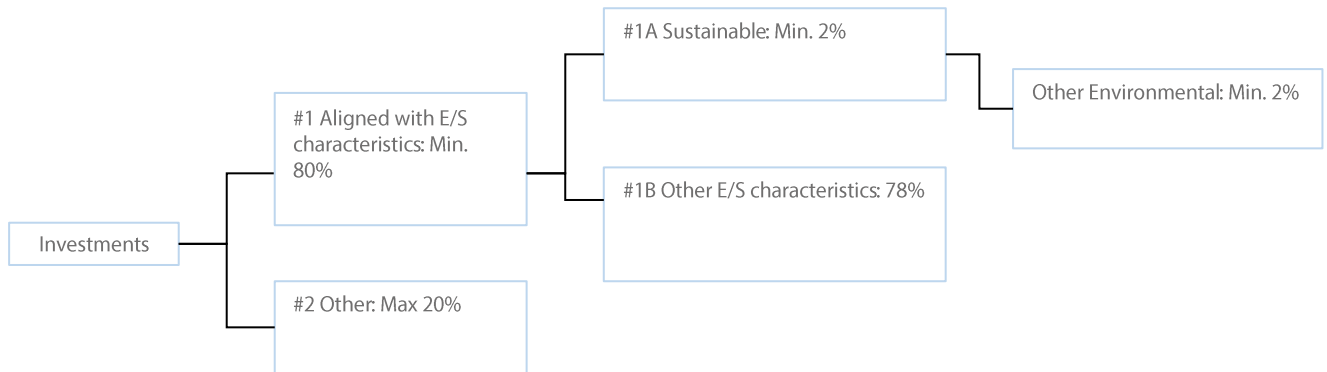 #1A Sustainable: Min. 2%
Other Environmental: Min. 2%
#1 Aligned with E/S
characteristics: Min.
80%
#1B Other E/S characteristics: 78%
Investments
#2 Other: Max 20%